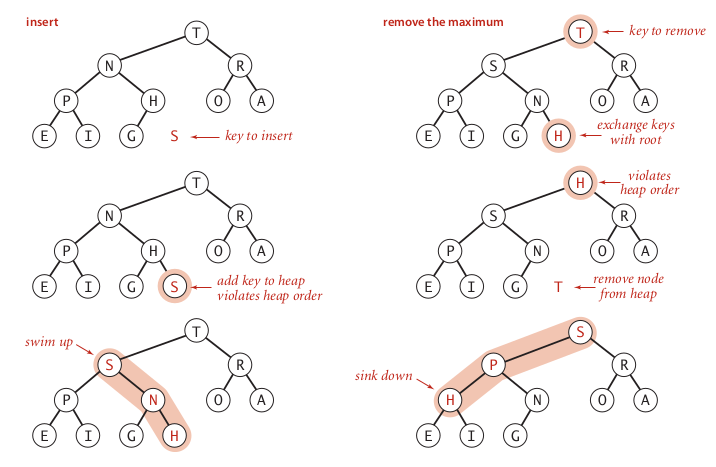 insert
T
N R
P H O A
E I G S key to insert
T
N R
P H O A
E I G S add key to heap
violates heap order
swim up
T
S R
P N O A
E I G H
remove the maximum
T key to remove
S R
P N O A
E I G H exchange keys
with root
H violates
heap order
S R
P N O A
E I G T remove node
from heap
S
P R
sink down
H N O A
E I G